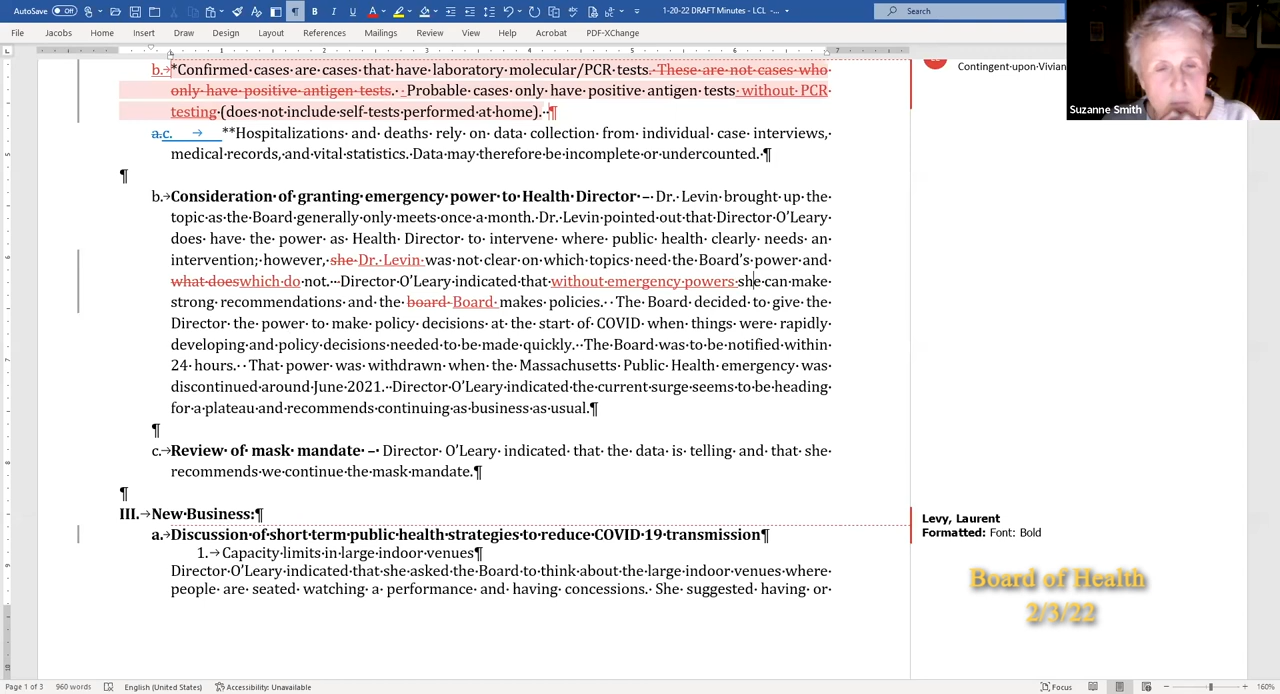 AutoSave Off 1-20-22 DRAFT Minutes - LCL -... Search
File Jacobs Home Insert Draw Design Layout References Mailings Review View Help Acrobat PDF-XChange
1 2 3 4 5 6 7
b. *Confirmed cases are cases that have laboratory molecular/PCR tests. These are not cases who
only have positive antigen tests. Probable cases only have positive antigen tests without PCR
testing (does not include self-tests performed at home). ¶
a.c. **Hospitalizations and deaths rely on data collection from individual case interviews,
medical records, and vital statistics. Data may therefore be incomplete or undercounted. ¶
¶
b. Consideration of granting emergency power to Health Director – Dr. Levin brought up the
topic as the Board generally only meets once a month. Dr. Levin pointed out that Director O'Leary
does have the power as Health Director to intervene where public health clearly needs an
intervention; however, she Dr. Levin was not clear on which topics need the Board's power and
what doeswhich do not. Director O'Leary indicated that without emergency powers she can make
strong recommendations and the board Board makes policies. The Board decided to give the
Director the power to make policy decisions at the start of COVID when things were rapidly
developing and policy decisions needed to be made quickly. The Board was to be notified within
24 hours. That power was withdrawn when the Massachusetts Public Health emergency was
discontinued around June 2021. Director O'Leary indicated the current surge seems to be heading
for a plateau and recommends continuing as business as usual.¶
¶
c. Review of mask mandate – Director O'Leary indicated that the data is telling and that she
recommends we continue the mask mandate.¶
¶
III. New Business:¶
a. Discussion of short term public health strategies to reduce COVID 19 transmission¶
1. Capacity limits in large indoor venues¶
Director O'Leary indicated that she asked the Board to think about the large indoor venues where
people are seated watching a performance and having concessions. She suggested having or
Contingent upon Vivian
Suzanne Smith
Levy, Laurent
Formatted: Font: Bold
Board of Health
2/3/22
Page 1 of 3 960 words English (United States) Accessibility: Unavailable Focus 160%